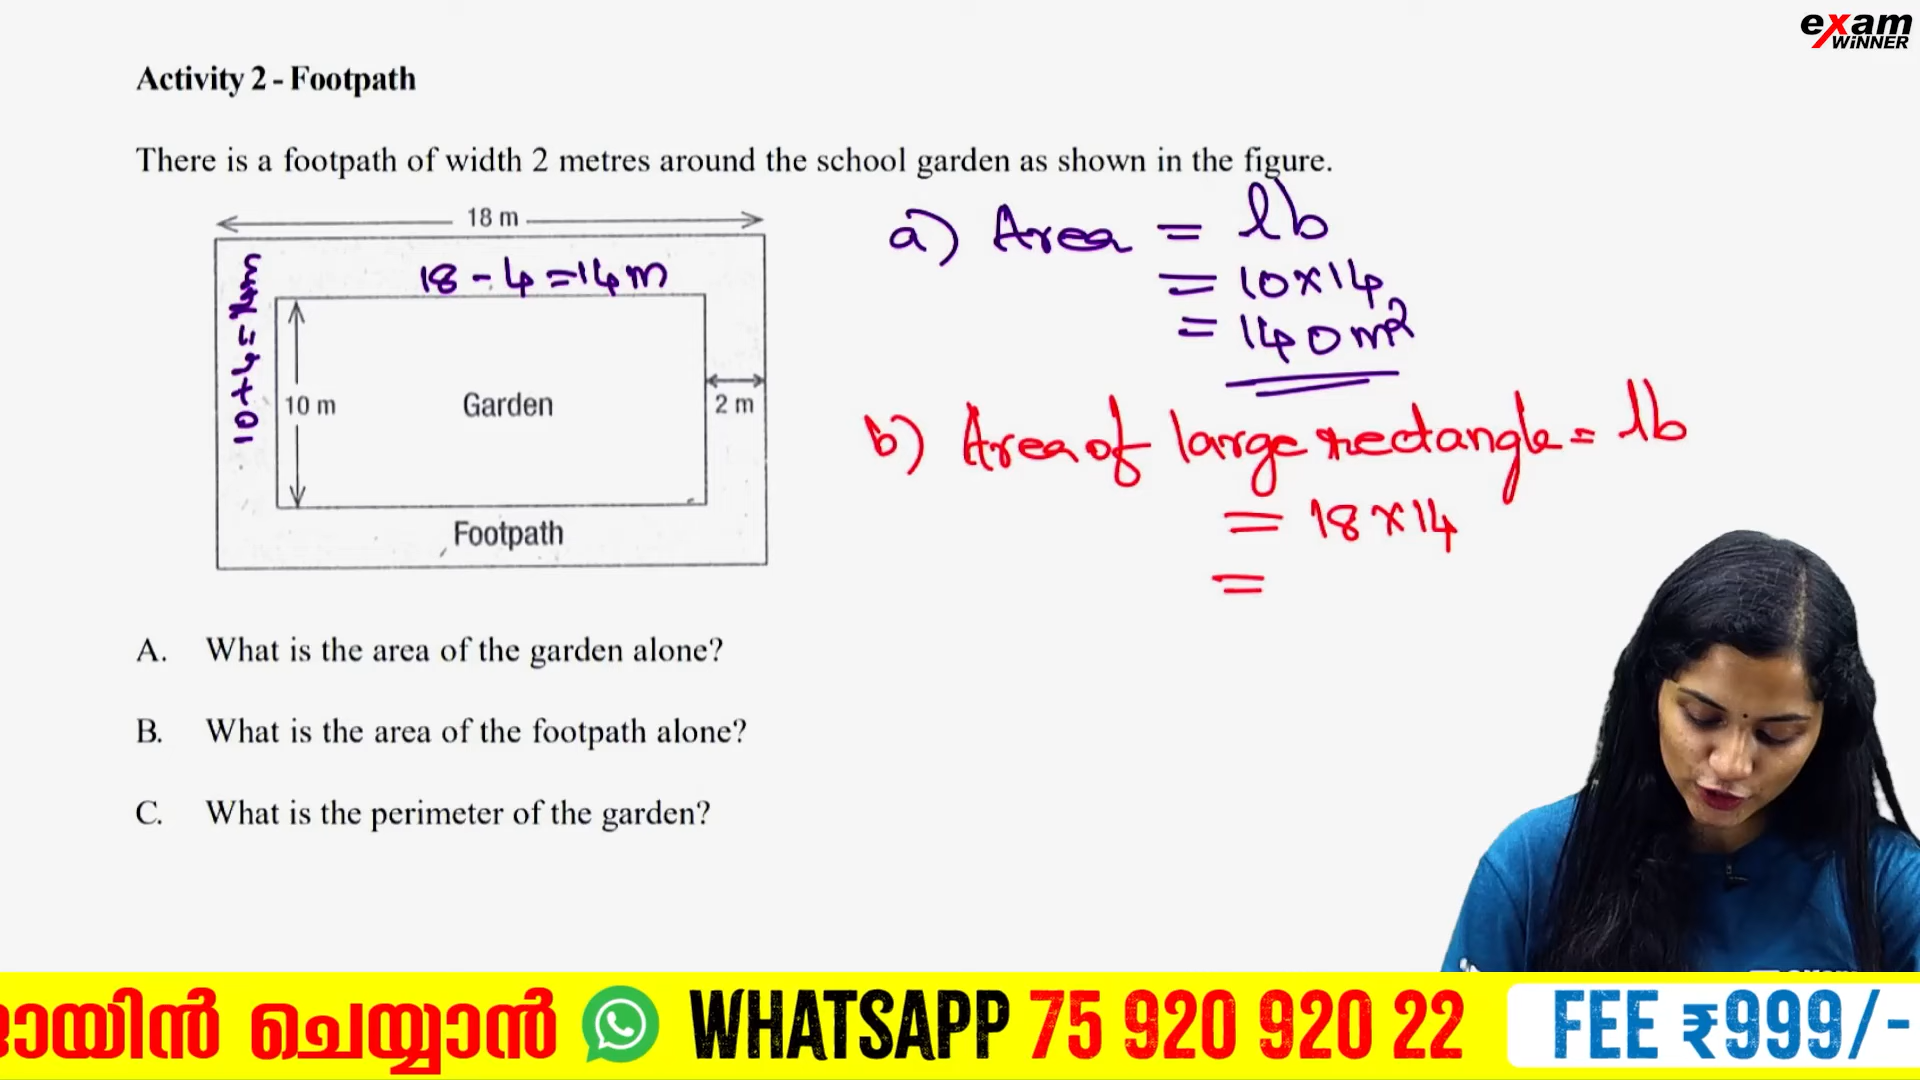 exam
WiNNER
Activity 2 - Footpath
There is a footpath of width 2 metres around the school garden as shown in the figure.
18 m
18 - 4 = 14 m
10 + 4 = 14 m
10 m
Garden
2 m
Footpath
a) Area = lb
= 10 × 14
= 140 m²
b) Area of large rectangle = lb
= 18 × 14
=
A. What is the area of the garden alone?
B. What is the area of the footpath alone?
C. What is the perimeter of the garden?
ചെയ്യാൻ WHATSAPP 75 920 920 22 FEE ₹999/-